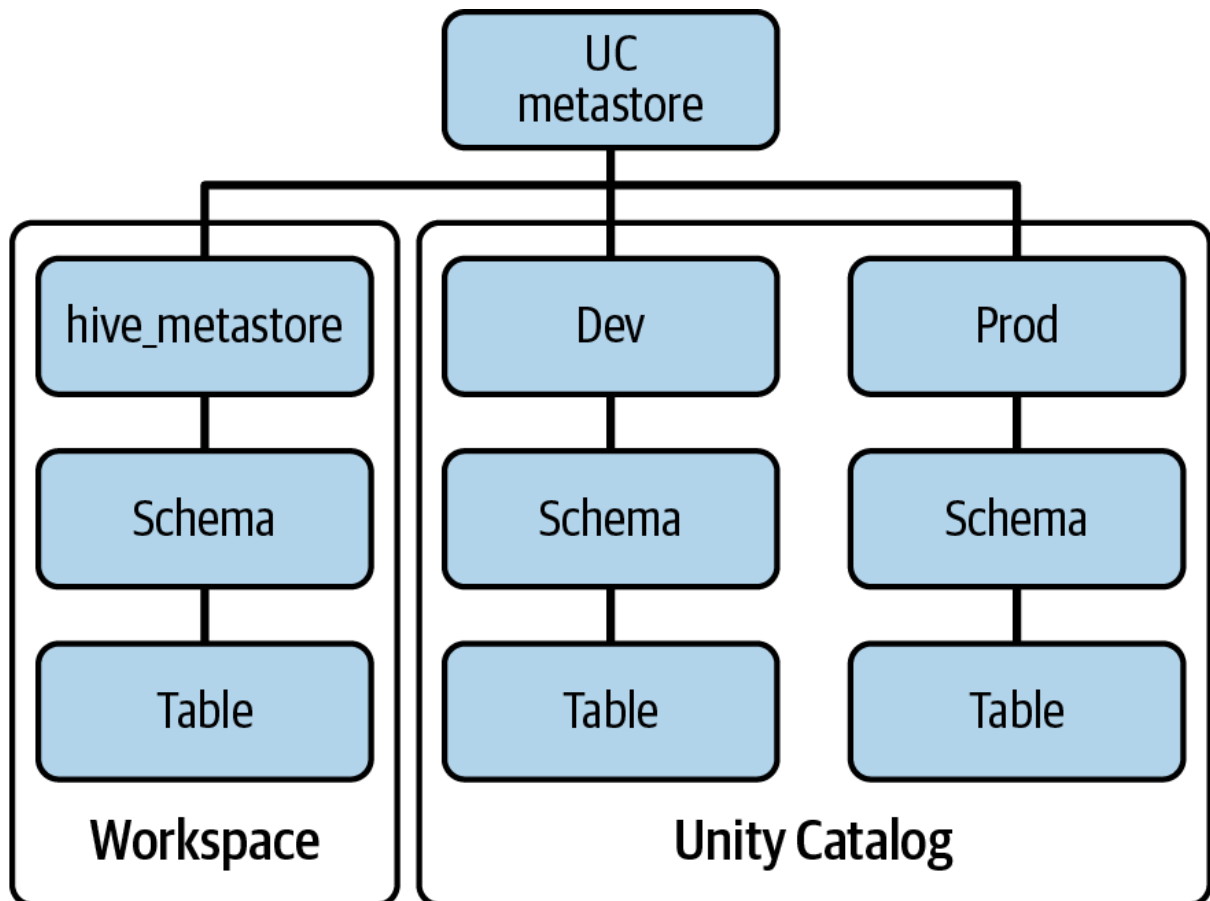 UC
metastore
hive_metastore
Dev
Prod
Schema
Schema
Schema
Table
Table
Table
Workspace
Unity Catalog